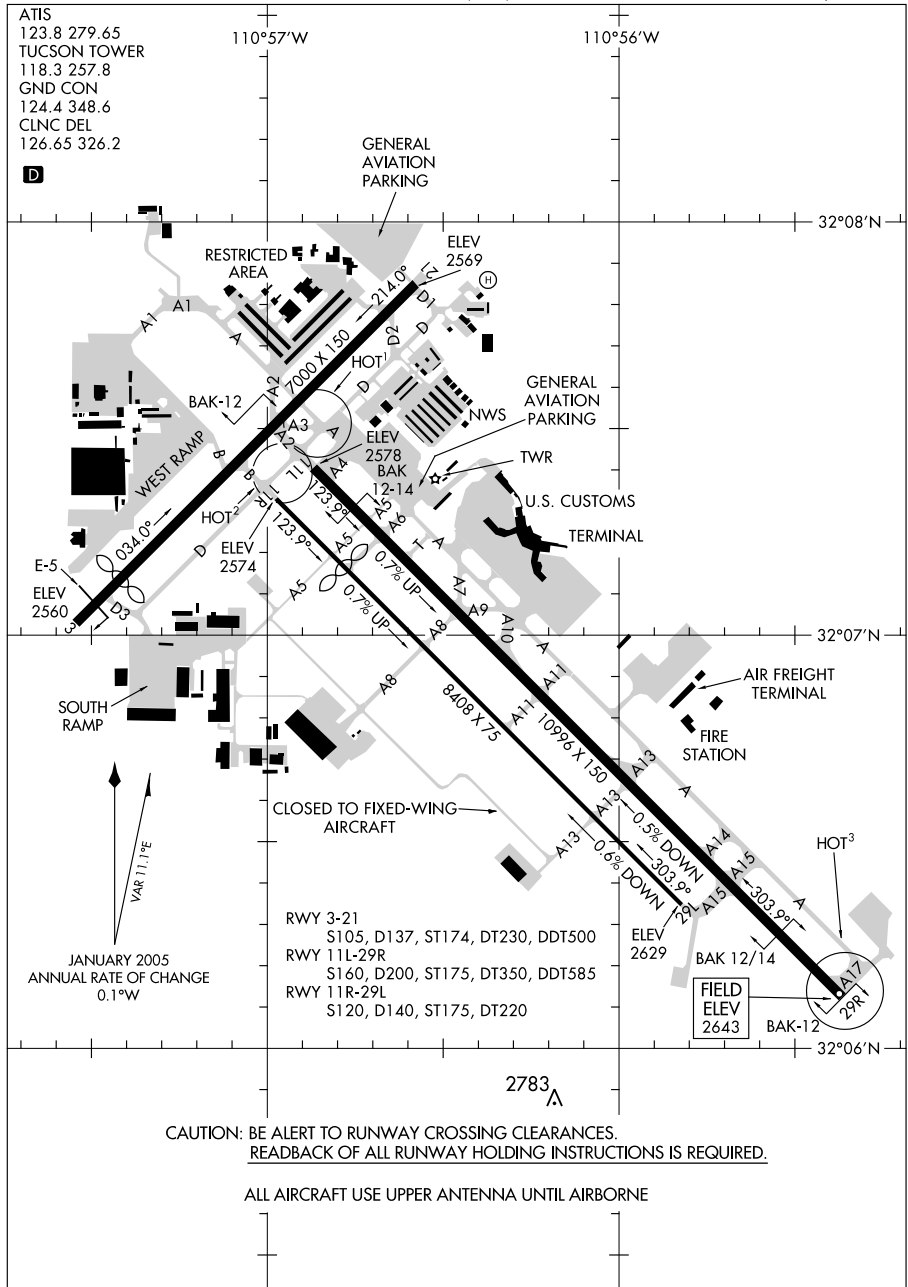 ATIS
123.8 279.65
TUCSON TOWER
118.3 257.8
GND CON
124.4 348.6
CLNC DEL
126.65 326.2
D
110°57'W
110°56'W
GENERAL
AVIATION
PARKING
32°08'N
RESTRICTED
AREA
ELEV
2569
21
H
214.0°
D1
A1
A1
A
D2
D
7000 X 150
HOT¹
D
A2
BAK-12
GENERAL
AVIATION
PARKING
NWS
A3
A
A2
ELEV
2578
BAK
12-14
TWR
WEST RAMP
B
B
11L
A4
11R
123.9°
A5
U.S. CUSTOMS
HOT²
A6
TERMINAL
034.0°
D
ELEV
2574
123.9°
A5
T
A
0.7% UP
E-5
ELEV
2560
D3
3
A5
0.7% UP
A7
A9
A8
A10
32°07'N
A
A8
A11
AIR FREIGHT
TERMINAL
SOUTH
RAMP
8408 X 75
A11
10996 X 150
FIRE
STATION
A13
A
CLOSED TO FIXED-WING
AIRCRAFT
A13
A13
0.5% DOWN
0.6% DOWN
A14
HOT³
303.9°
A15
303.9°
A
A15
29L
VAR 11.1°E
JANUARY 2005
ANNUAL RATE OF CHANGE
0.1°W
RWY 3-21
S105, D137, ST174, DT230, DDT500
RWY 11L-29R
S160, D200, ST175, DT350, DDT585
RWY 11R-29L
S120, D140, ST175, DT220
ELEV
2629
BAK 12/14
A17
FIELD
ELEV
2643
29R
BAK-12
32°06'N
2783
CAUTION: BE ALERT TO RUNWAY CROSSING CLEARANCES.
READBACK OF ALL RUNWAY HOLDING INSTRUCTIONS IS REQUIRED.
ALL AIRCRAFT USE UPPER ANTENNA UNTIL AIRBORNE